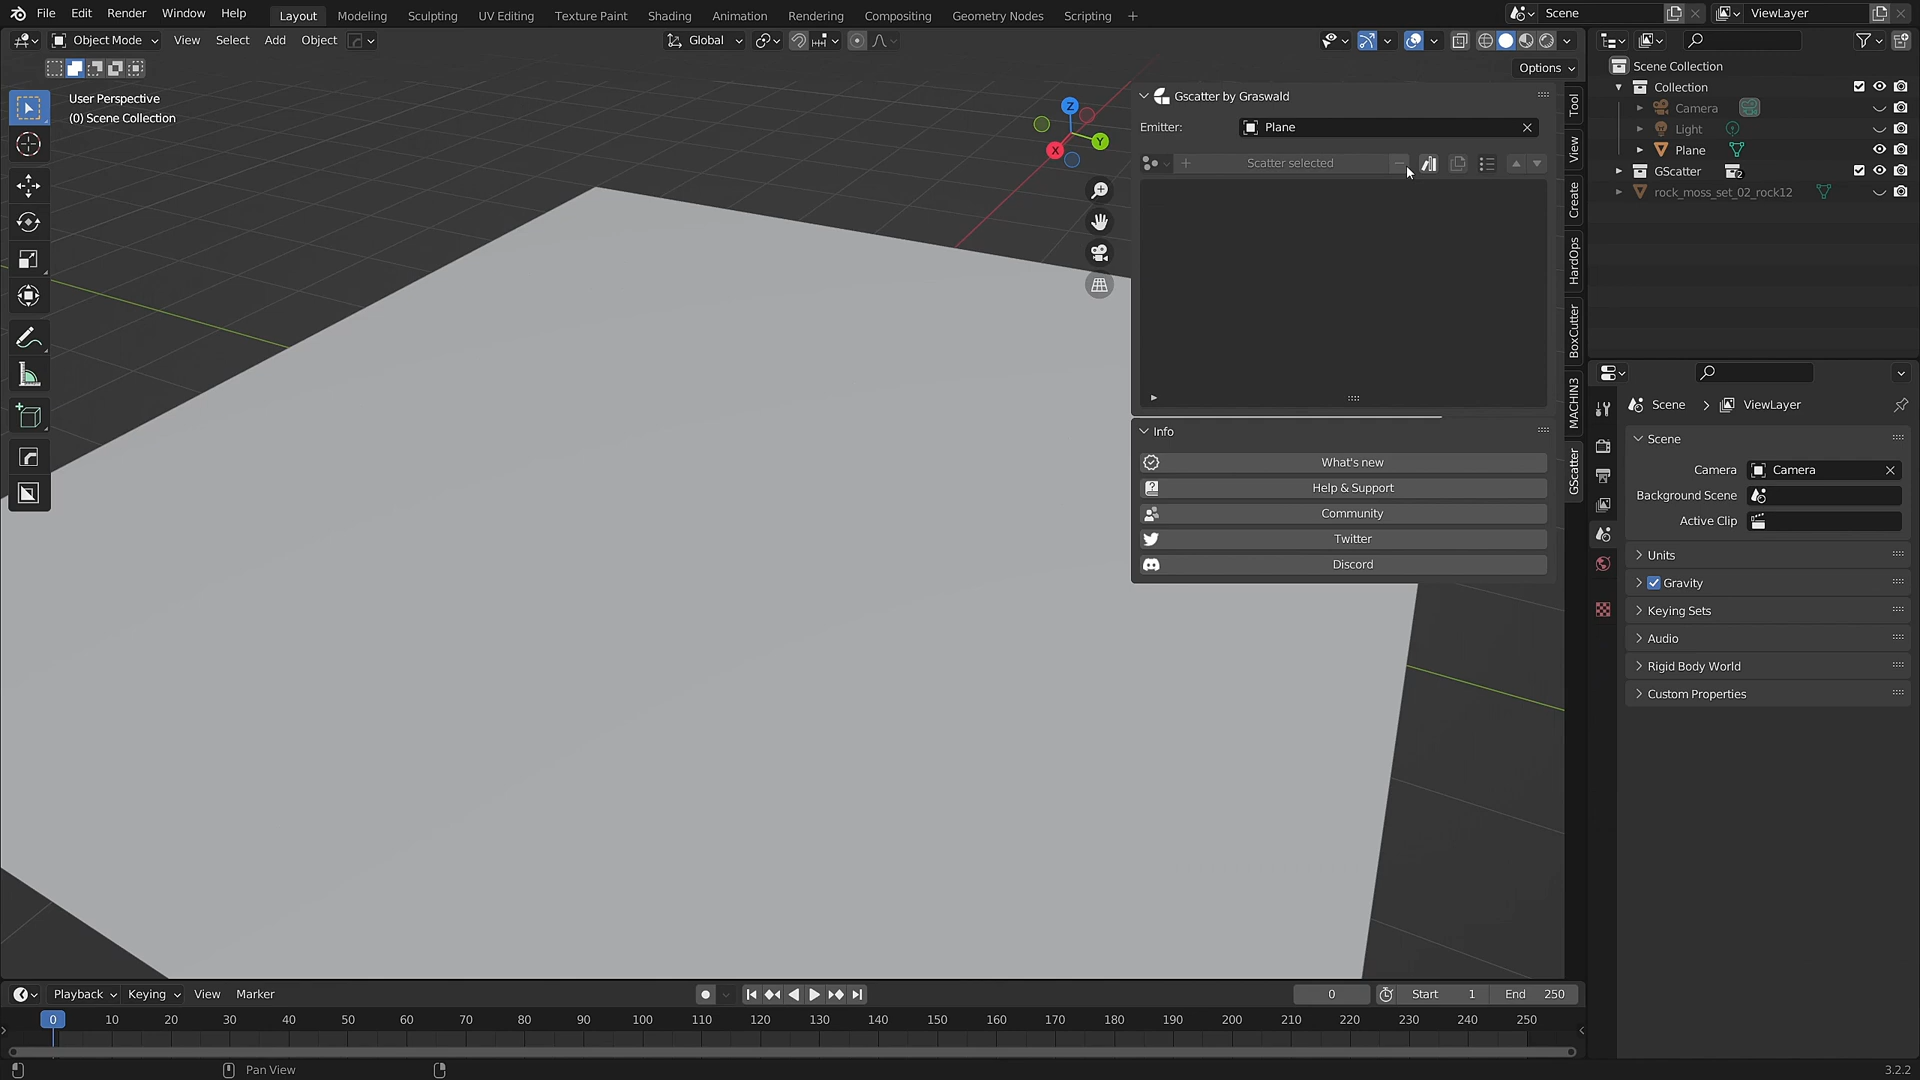 File Edit Render Window Help Layout Modeling Sculpting UV Editing Texture Paint Shading Animation Rendering Compositing Geometry Nodes Scripting Scene ViewLayer
Object Mode View Select Add Object Global
Options
User Perspective
(0) Scene Collection
Z
Y
X
Gscatter by Graswald
Emitter: Plane
Scatter selected
Info
What's new
Help & Support
Community
Twitter
Discord
Tool
View
Create
HardOps
BoxCutter
MACHIN3
GScatter
Scene Collection
Collection
Camera
Light
Plane
GScatter 2
rock_moss_set_02_rock12
Scene ViewLayer
Scene
Camera Camera
Background Scene
Active Clip
Units
Gravity
Keying Sets
Audio
Rigid Body World
Custom Properties
Playback Keying View Marker 0 Start 1 End 250
0 10 20 30 40 50 60 70 80 90 100 110 120 130 140 150 160 170 180 190 200 210 220 230 240 250
Pan View 3.2.2